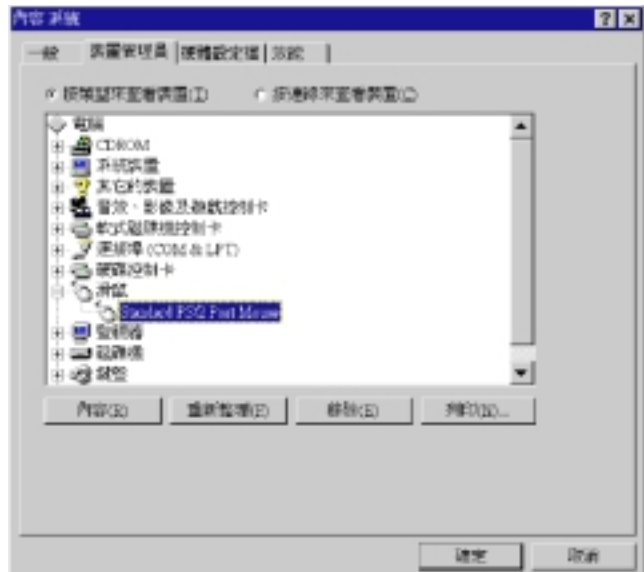 內容 系統
一般
裝置管理員
硬體設定檔
效能
按類型來查看裝置(T)
按連線來查看裝置(C)
電腦
CDROM
系統裝置
其它的裝置
音效、影像及遊戲控制卡
軟式磁碟機控制卡
連接埠 (COM & LPT)
硬碟控制卡
滑鼠
Standard PS/2 Port Mouse
監視器
磁碟機
鍵盤
內容(R)
重新整理(F)
移除(E)
列印(N)...
確定
取消